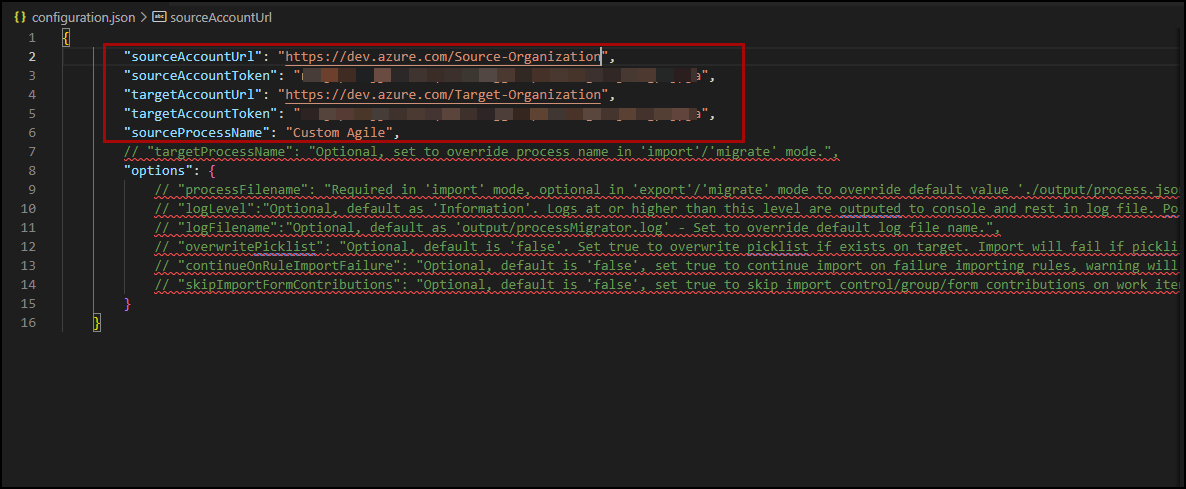 {} configuration.json > abc sourceAccountUrl
1 {
2 "sourceAccountUrl": "https://dev.azure.com/Source-Organization",
3 "sourceAccountToken": " ",
4 "targetAccountUrl": "https://dev.azure.com/Target-Organization",
5 "targetAccountToken": " ",
6 "sourceProcessName": "Custom Agile",
7 // "targetProcessName": "Optional, set to override process name in 'import'/'migrate' mode.",
8 "options": {
9 // "processFilename": "Required in 'import' mode, optional in 'export'/'migrate' mode to override default value './output/process.jso
10 // "logLevel":"Optional, default as 'Information'. Logs at or higher than this level are outputed to console and rest in log file. Po
11 // "logFilename":"Optional, default as 'output/processMigrator.log' - Set to override default log file name.",
12 // "overwritePicklist": "Optional, default is 'false'. Set true to overwrite picklist if exists on target. Import will fail if pickli
13 // "continueOnRuleImportFailure": "Optional, default is 'false', set true to continue import on failure importing rules, warning will
14 // "skipImportFormContributions": "Optional, default is 'false', set true to skip import control/group/form contributions on work ite
15 }
16 }